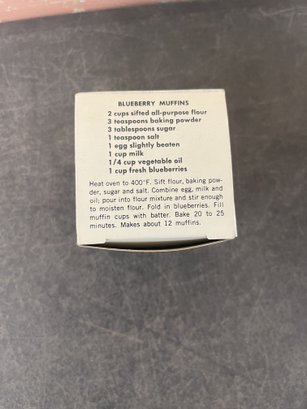 BLUEBERRY MUFFINS
2 cups sifted all-purpose flour
3 teaspoons baking powder
3 tablespoons sugar
1 teaspoon salt
1 egg slightly beaten
1 cup milk
1/4 cup vegetable oil
1 cup fresh blueberries
Heat oven to 400°F. Sift flour, baking pow-
der, sugar and salt. Combine egg, milk and
oil; pour into flour mixture and stir enough
to moisten flour. Fold in blueberries. Fill
muffin cups with batter. Bake 20 to 25
minutes. Makes about 12 muffins.